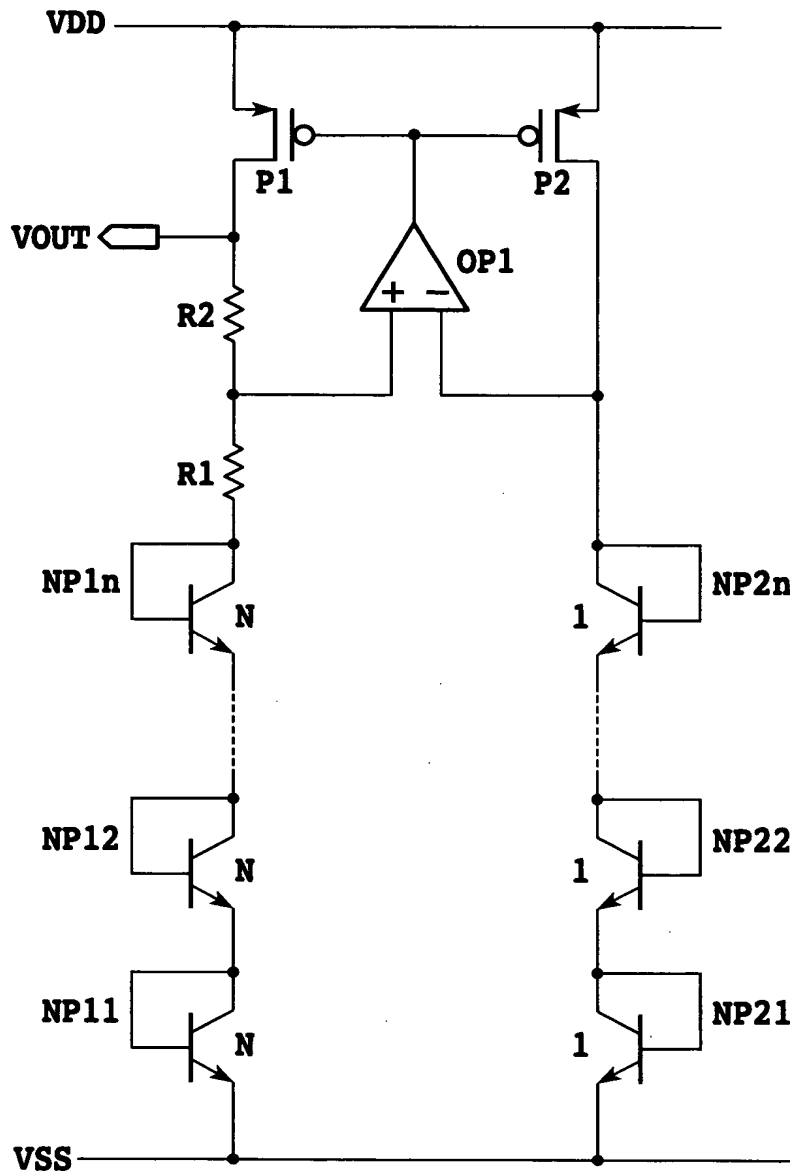 VDD
P1
P2
VOUT
OP1
+ −
R2
R1
NP1n
N
1
NP2n
NP12
N
1
NP22
NP11
N
1
NP21
VSS